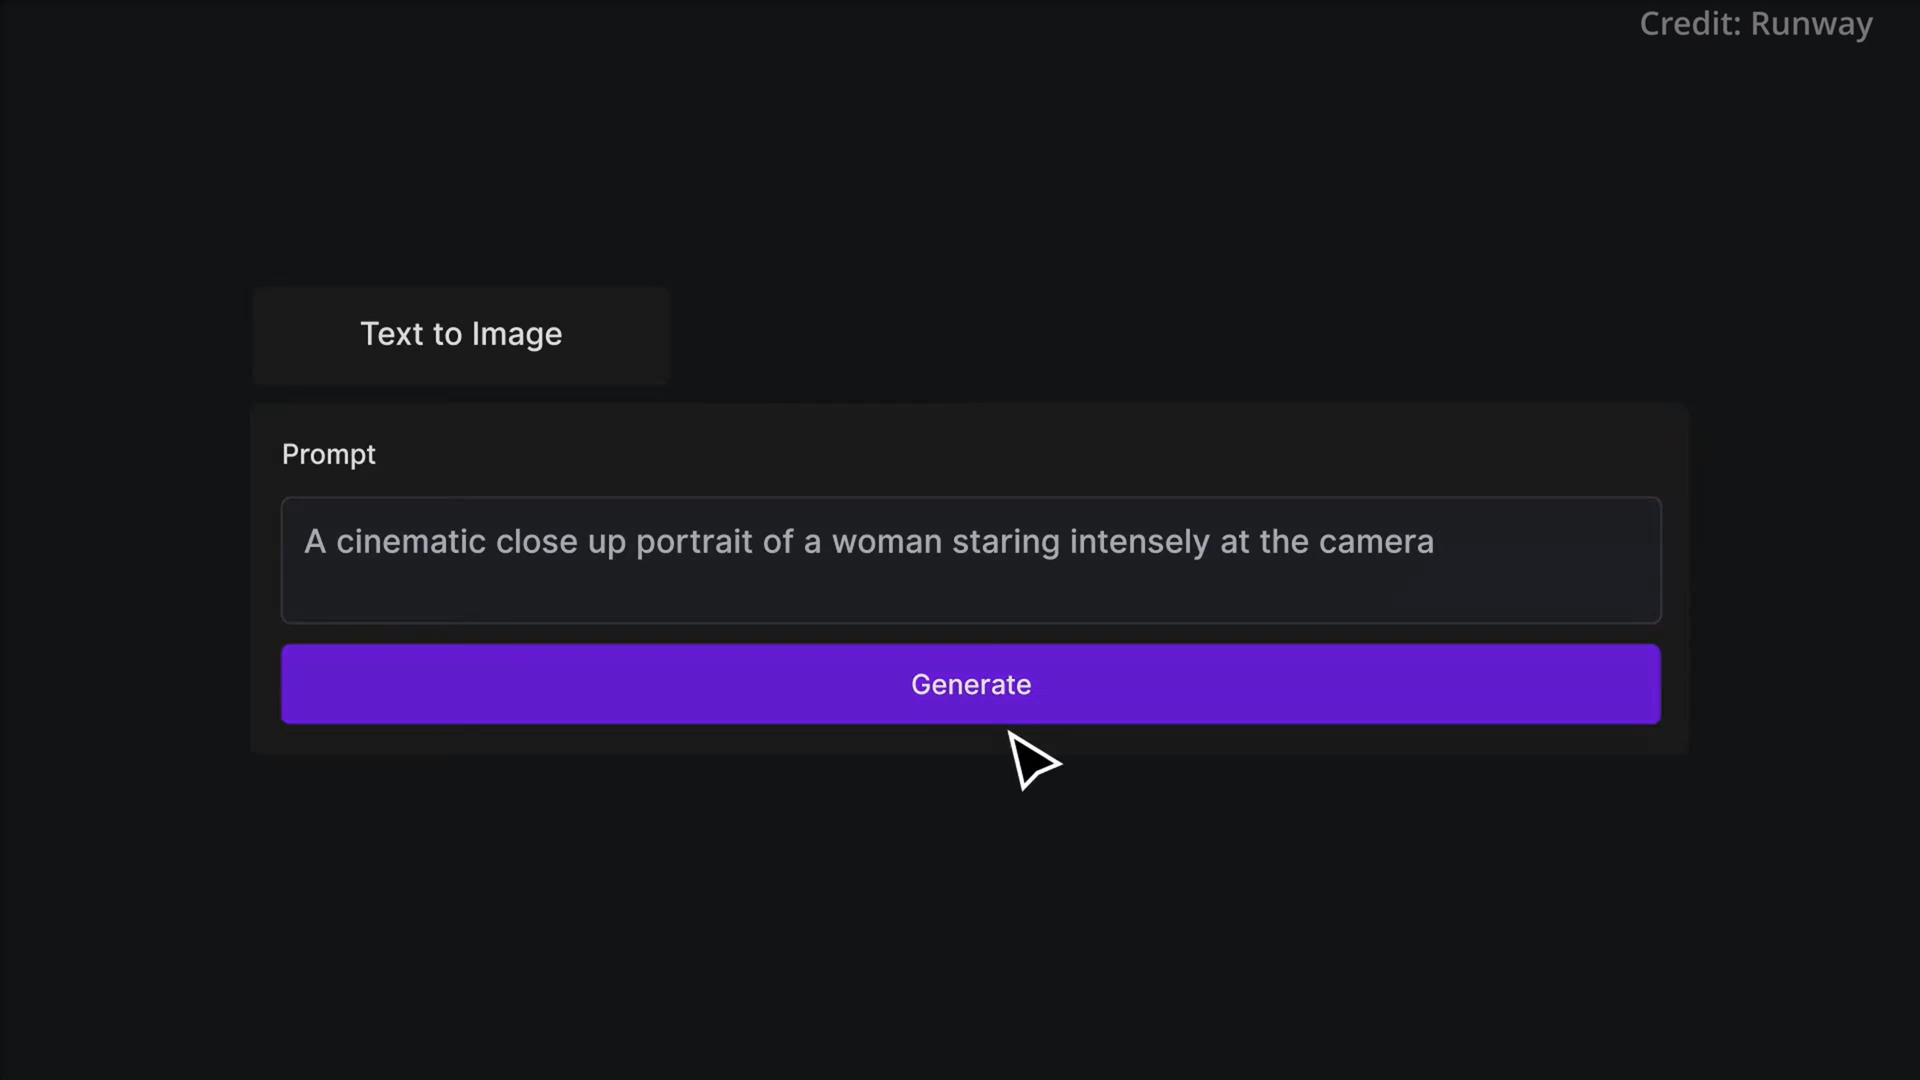 Credit: Runway
Text to Image
Prompt
A cinematic close up portrait of a woman staring intensely at the camera
Generate